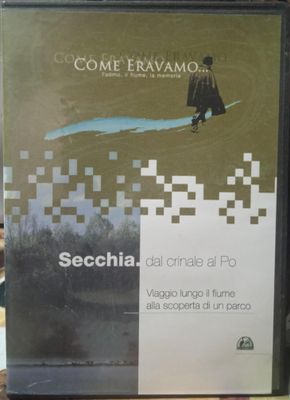 COME ERAVAMO...
l'uomo, il fiume, la memoria
Secchia. dal crinale al Po
Viaggio lungo il fiume
alla scoperta di un parco